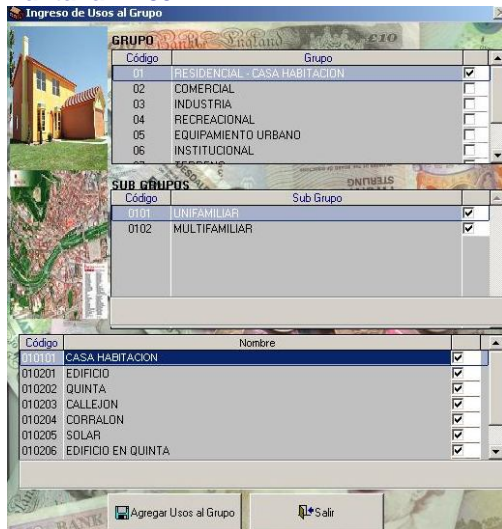 Ingreso de Usos al Grupo
GRUPO
Código Grupo
01 RESIDENCIAL - CASA HABITACION
02 COMERCIAL
03 INDUSTRIA
04 RECREACIONAL
05 EQUIPAMIENTO URBANO
06 INSTITUCIONAL
07 TERRENO
SUB GRUPOS
Código Sub Grupo
0101 UNIFAMILIAR
0102 MULTIFAMILIAR
Código Nombre
010101 CASA HABITACION
010201 EDIFICIO
010202 QUINTA
010203 CALLEJON
010204 CORRALON
010205 SOLAR
010206 EDIFICIO EN QUINTA
Agregar Usos al Grupo Salir